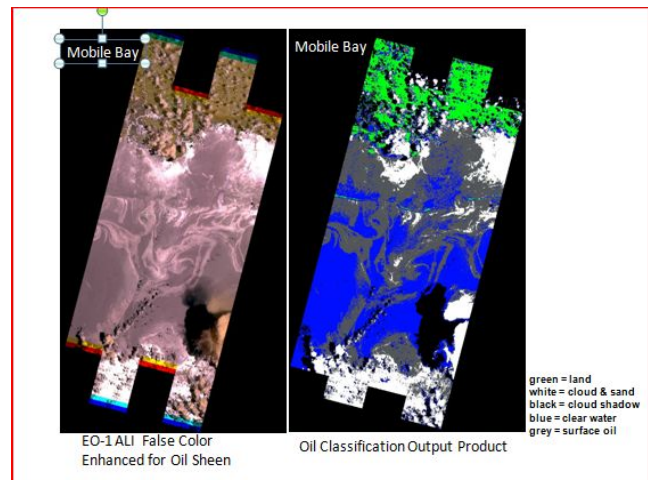 Mobile Bay
Mobile Bay
green = land
white = cloud & sand
black = cloud shadow
blue = clear water
grey = surface oil
EO-1 ALI False Color
Enhanced for Oil Sheen
Oil Classification Output Product